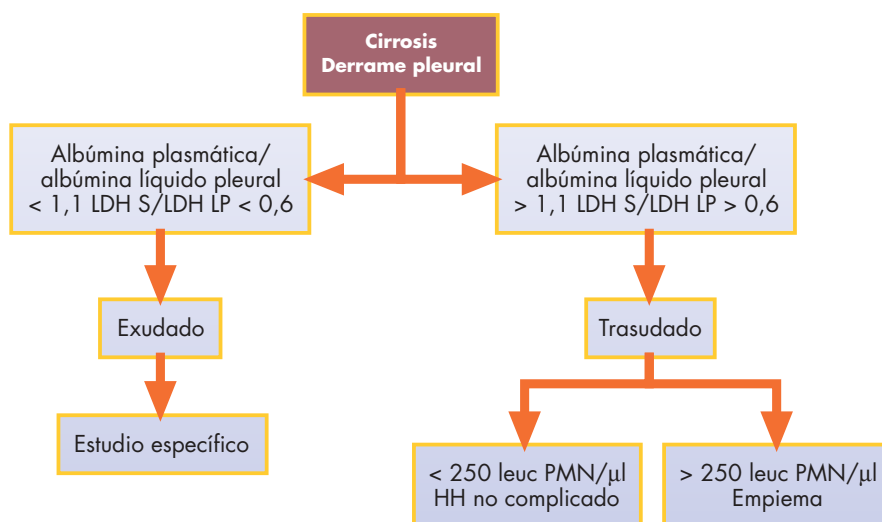 Cirrosis
Derrame pleural
Albúmina plasmática/
albúmina líquido pleural
< 1,1 LDH S/LDH LP < 0,6
Albúmina plasmática/
albúmina líquido pleural
> 1,1 LDH S/LDH LP > 0,6
Exudado
Trasudado
Estudio específico
< 250 leuc PMN/μl
HH no complicado
> 250 leuc PMN/μl
Empiema